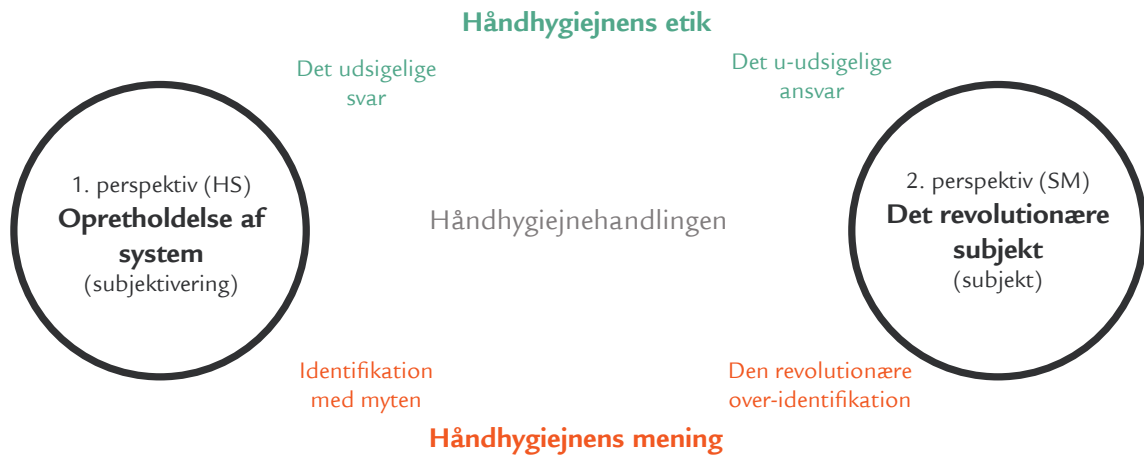 Håndhygiejnens etik
Det udsigelige
svar
Det u-udsigelige
ansvar
1. perspektiv (HS)
Opretholdelse af
system
(subjektivering)
Håndhygiejnehandlingen
2. perspektiv (SM)
Det revolutionære
subjekt
(subjekt)
Identifikation
med myten
Den revolutionære
over-identifikation
Håndhygiejnens mening